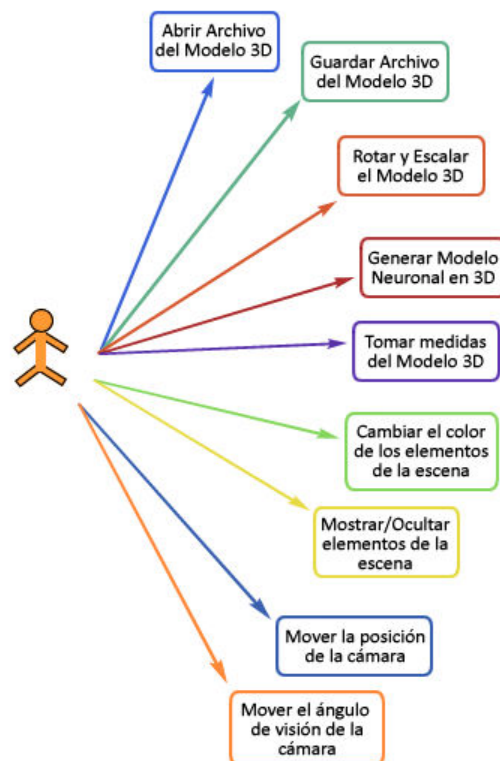 Abrir Archivo
del Modelo 3D
Guardar Archivo
del Modelo 3D
Rotar y Escalar
el Modelo 3D
Generar Modelo
Neuronal en 3D
Tomar medidas
del Modelo 3D
Cambiar el color
de los elementos
de la escena
Mostrar/Ocultar
elementos de la
escena
Mover la posición
de la cámara
Mover el ángulo
de visión de la
cámara